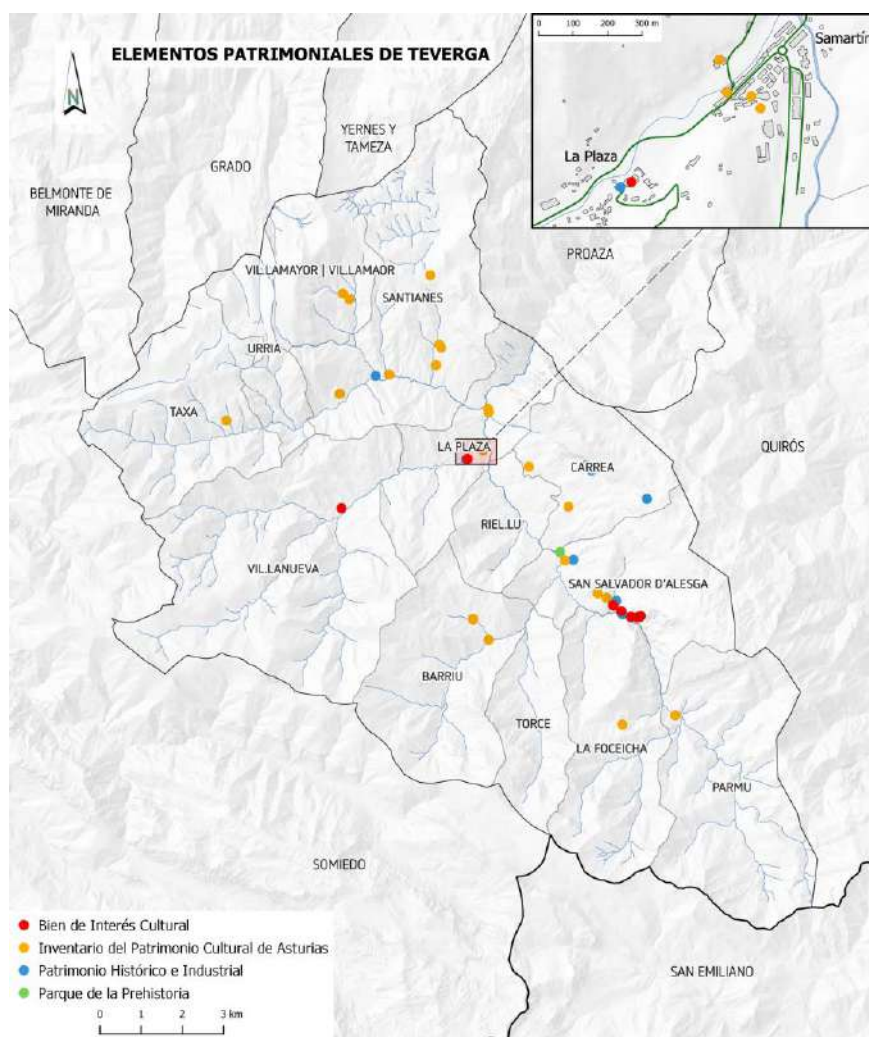 ELEMENTOS PATRIMONIALES DE TEVERGA
N
0 100 200 300 m
Samartín
La Plaza
YERNES Y
TAMEZA
GRADO
BELMONTE DE
MIRANDA
PROAZA
VIL.LAMAYOR | VIL.LAMAOR
SANTIANES
URRIA
TAXA
LA PLAZA
CARREA
QUIRÓS
RIEL.LU
VIL.LANUEVA
SAN SALVADOR D'ALESGA
BARRIU
TORCE
LA FOCEICHA
PARMU
SOMIEDO
SAN EMILIANO
Bien de Interés Cultural
Inventario del Patrimonio Cultural de Asturias
Patrimonio Histórico e Industrial
Parque de la Prehistoria
0 1 2 3 km